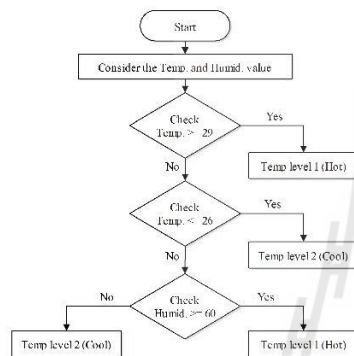 Start
Consider the Temp. and Humid. value
Check
Temp. > 29
Yes
No
Temp level 1 (Hot)
Check
Temp. < 26
Yes
No
Temp level 2 (Cool)
Check
Humid. >= 60
No
Yes
Temp level 2 (Cool)
Temp level 1 (Hot)